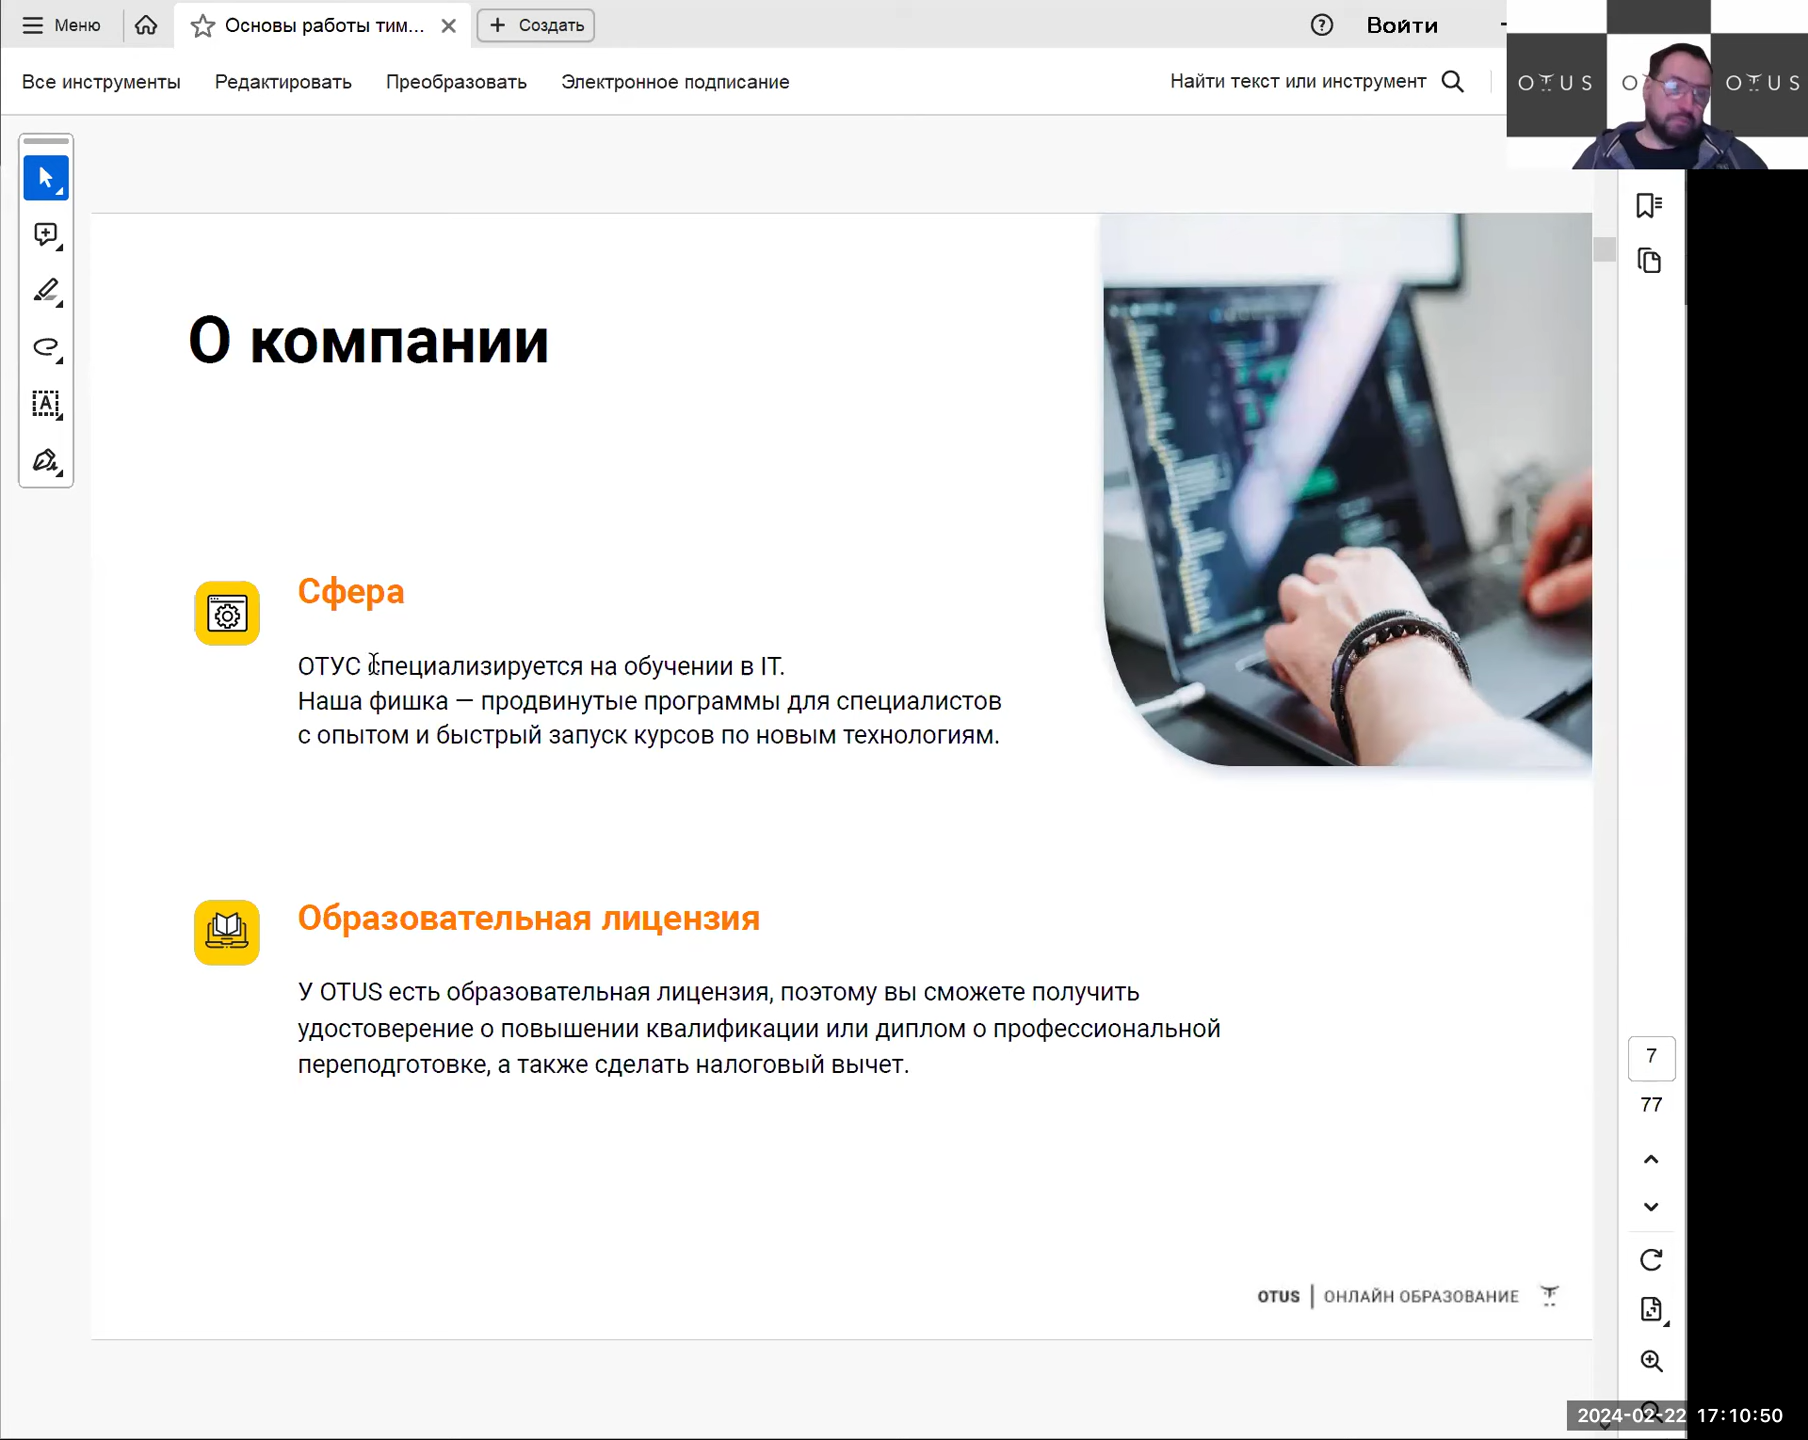 Меню
Основы работы тим...
Создать
Войти
Все инструменты
Редактировать
Преобразовать
Электронное подписание
Найти текст или инструмент
OTUS
OTUS
О компании
Сфера
ОТУС специализируется на обучении в IT.
Наша фишка — продвинутые программы для специалистов
с опытом и быстрый запуск курсов по новым технологиям.
Образовательная лицензия
У OTUS есть образовательная лицензия, поэтому вы сможете получить
удостоверение о повышении квалификации или диплом о профессиональной
переподготовке, а также сделать налоговый вычет.
7
77
OTUS | ОНЛАЙН ОБРАЗОВАНИЕ
2024-02-22 17:10:50